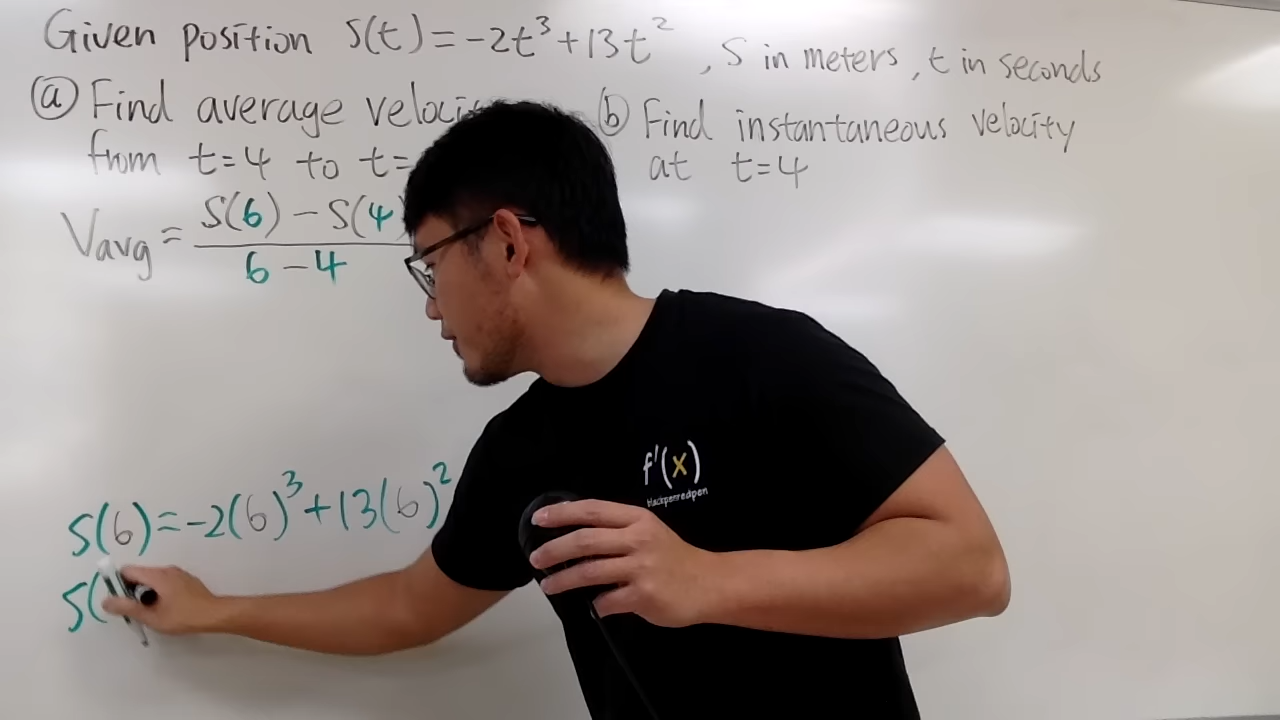 Given position s(t)=-2t³+13t², s in meters, t in seconds
ⓐ Find average
from t=4 to t=
Vavg = (s(6)-s(4)/(6-4)
ⓑ Find instantaneous velocity
at t=4
s(6)=-2(6)³+13(6)²
s(
f'(x)
blackpenredpen